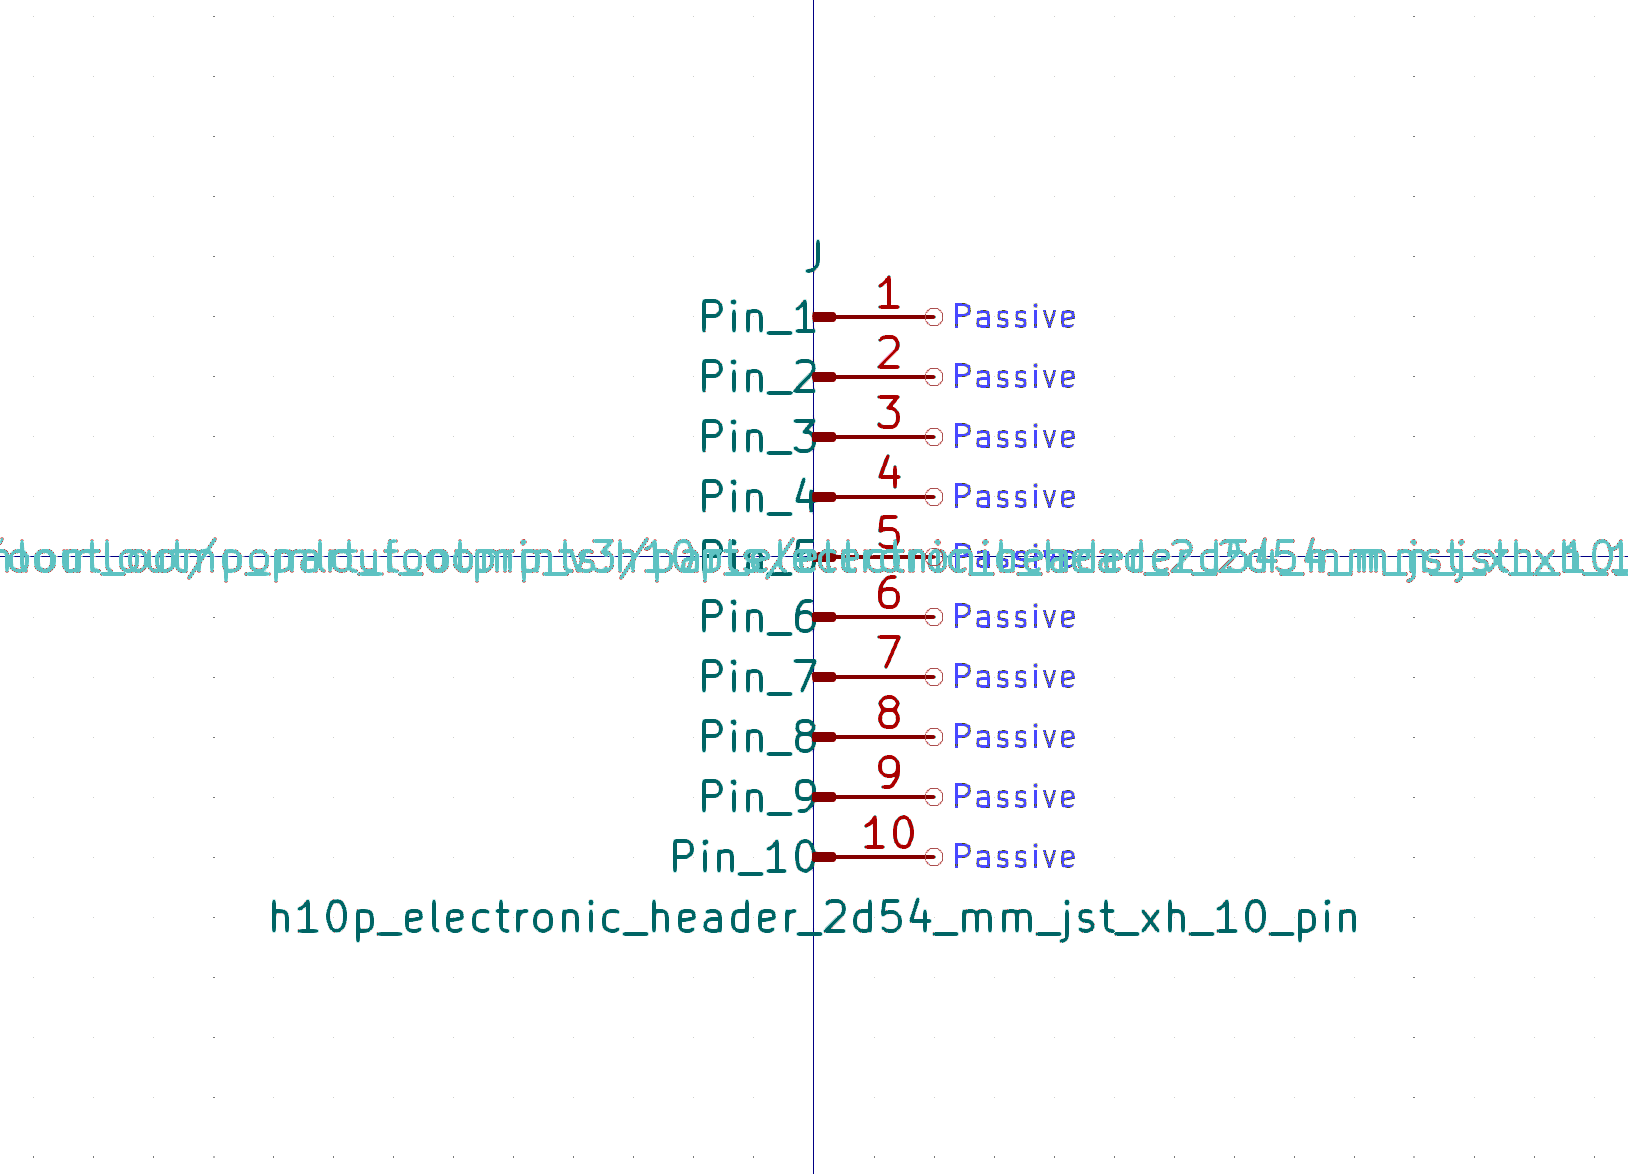 J
1
Pin_1 Passive
2
Pin_2 Passive
3
Pin_3 Passive
4
Pin_4 Passive
5
Passive
6
Pin_6 Passive
7
Pin_7 Passive
8
Pin_8 Passive
9
Pin_9 Passive
10
Pin_10 Passive
h10p_electronic_header_2d54_mm_jst_xh_10_pin